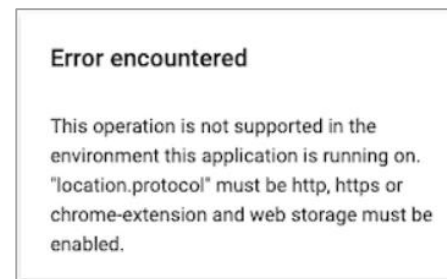 Error encountered
This operation is not supported in the
environment this application is running on.
"location.protocol" must be http, https or
chrome-extension and web storage must be
enabled.